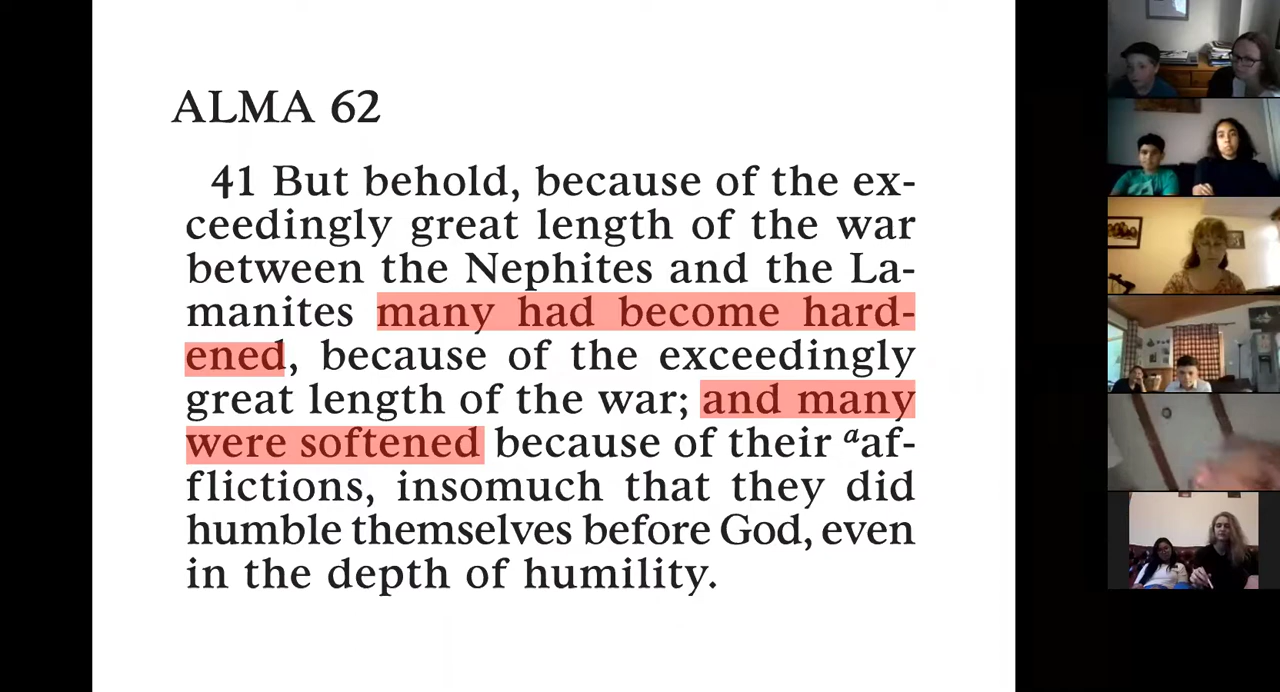 ALMA 62
41 But behold, because of the ex-
ceedingly great length of the war
between the Nephites and the La-
manites many had become hard-
ened, because of the exceedingly
great length of the war; and many
were softened because of their ᵃaf-
flictions, insomuch that they did
humble themselves before God, even
in the depth of humility.